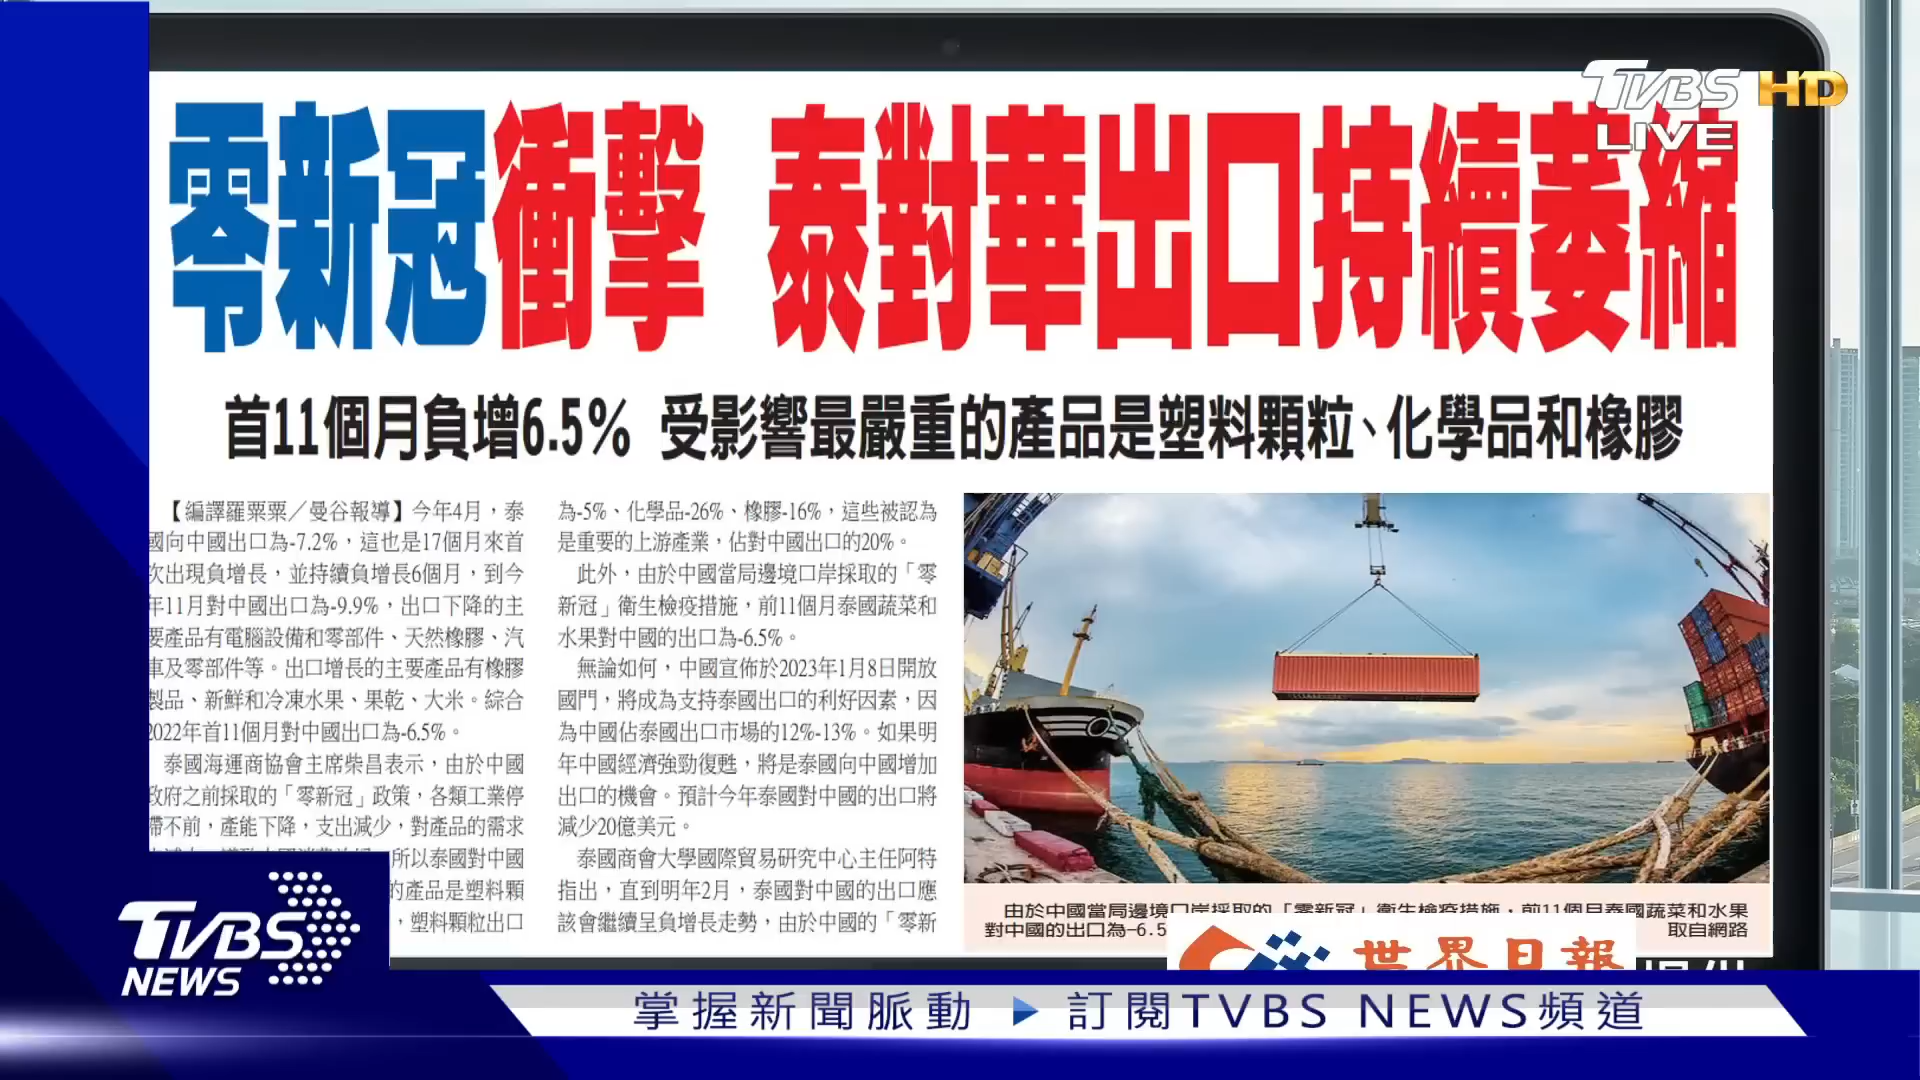 TVBS HD
LIVE
零新冠衝擊 泰對華出口持續萎縮
首11個月負增6.5% 受影響最嚴重的產品是塑料顆粒、化學品和橡膠
【編譯羅粟粟／曼谷報導】今年4月，泰
國向中國出口為-7.2%，這也是17個月來首
次出現負增長，並持續負增長6個月，到今
年11月對中國出口為-9.9%，出口下降的主
要產品有電腦設備和零部件、天然橡膠、汽
車及零部件等。出口增長的主要產品有橡膠
製品、新鮮和冷凍水果、果乾、大米。綜合
2022年首11個月對中國出口為-6.5%。
泰國海運商協會主席柴昌表示，由於中國
政府之前採取的「零新冠」政策，各類工業停
滯不前，產能下降，支出減少，對產品的需求
所以泰國對中國
的產品是塑料顆
，塑料顆粒出口
為-5%、化學品-26%、橡膠-16%，這些被認為
是重要的上游產業，佔對中國出口的20%。
此外，由於中國當局邊境口岸採取的「零
新冠」衛生檢疫措施，前11個月泰國蔬菜和
水果對中國的出口為-6.5%。
無論如何，中國宣佈於2023年1月8日開放
國門，將成為支持泰國出口的利好因素，因
為中國佔泰國出口市場的12%-13%。如果明
年中國經濟強勁復甦，將是泰國向中國增加
出口的機會。預計今年泰國對中國的出口將
減少20億美元。
泰國商會大學國際貿易研究中心主任阿特
指出，直到明年2月，泰國對中國的出口應
該會繼續呈負增長走勢，由於中國的「零新
由於中國當局邊境口岸採取的「零新冠」衛生檢疫措施，前11個月泰國蔬菜和水果
對中國的出口為-6.5
取自網路
世界日報
TVBS
NEWS
掌握新聞脈動 ▶ 訂閱TVBS NEWS頻道